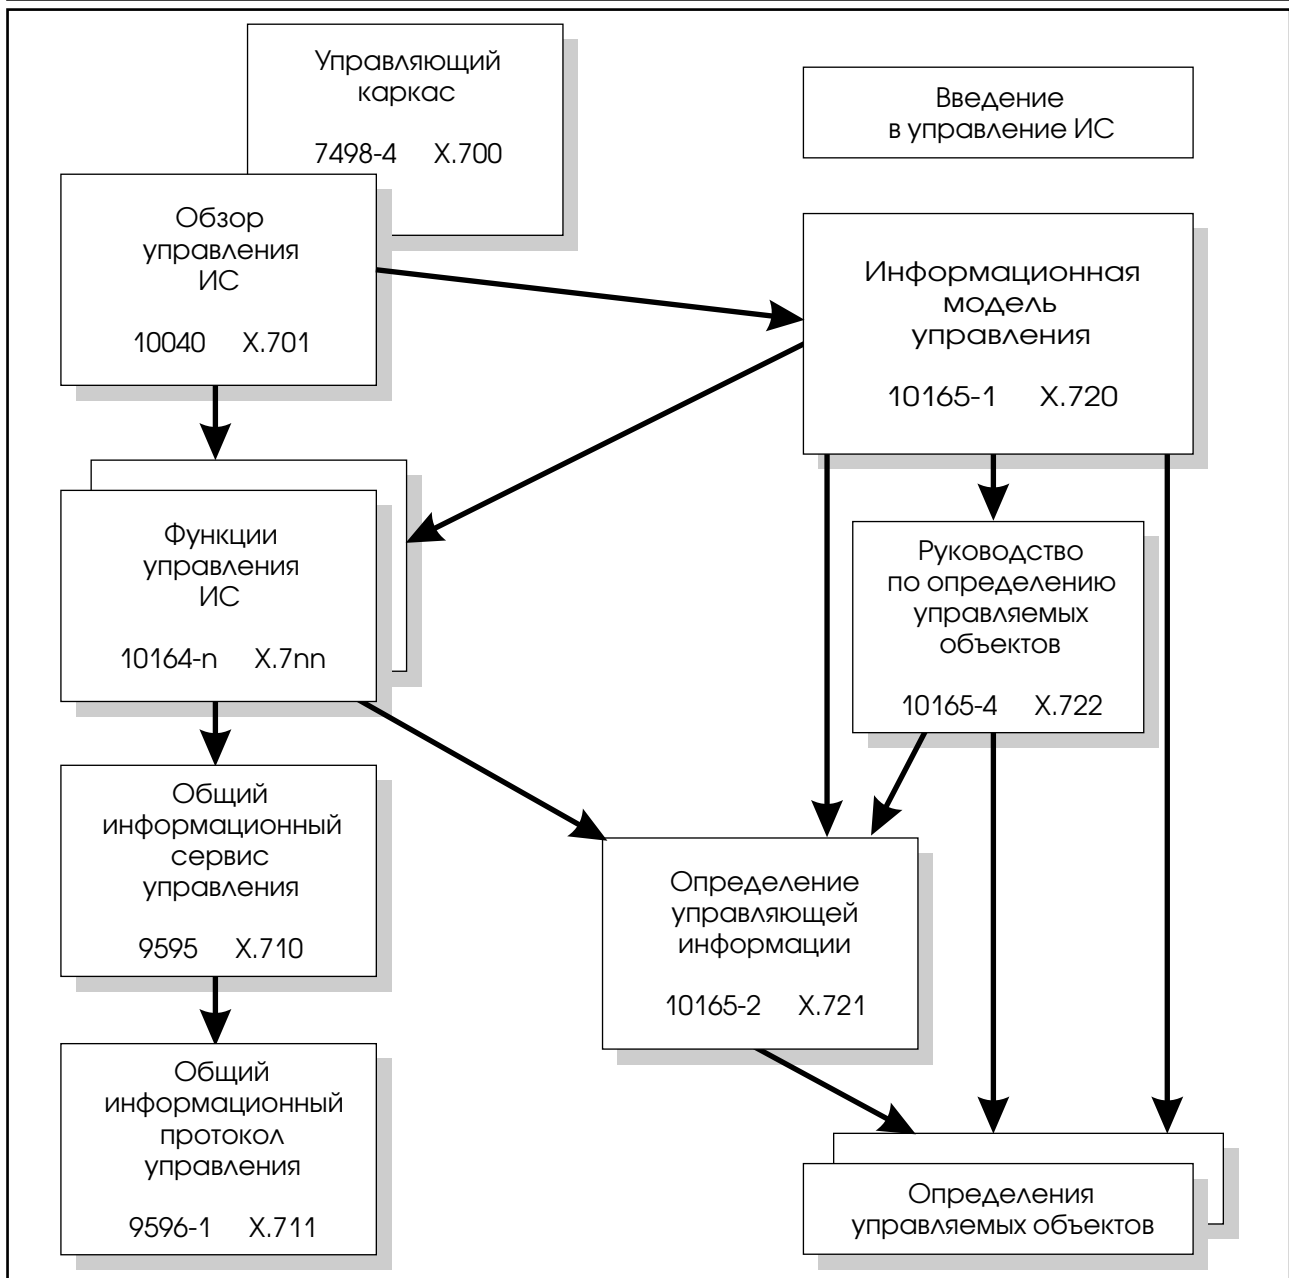 Управляющий
каркас
7498-4 X.700
Введение
в управление ИС
Обзор
управления
ИС
10040 X.701
Информационная
модель
управления
10165-1 X.720
Функции
управления
ИС
10164-n X.7nn
Руководство
по определению
управляемых
объектов
10165-4 X.722
Общий
информационный
сервис
управления
9595 X.710
Определение
управляющей
информации
10165-2 X.721
Общий
информационный
протокол
управления
9596-1 X.711
Определения
управляемых объектов